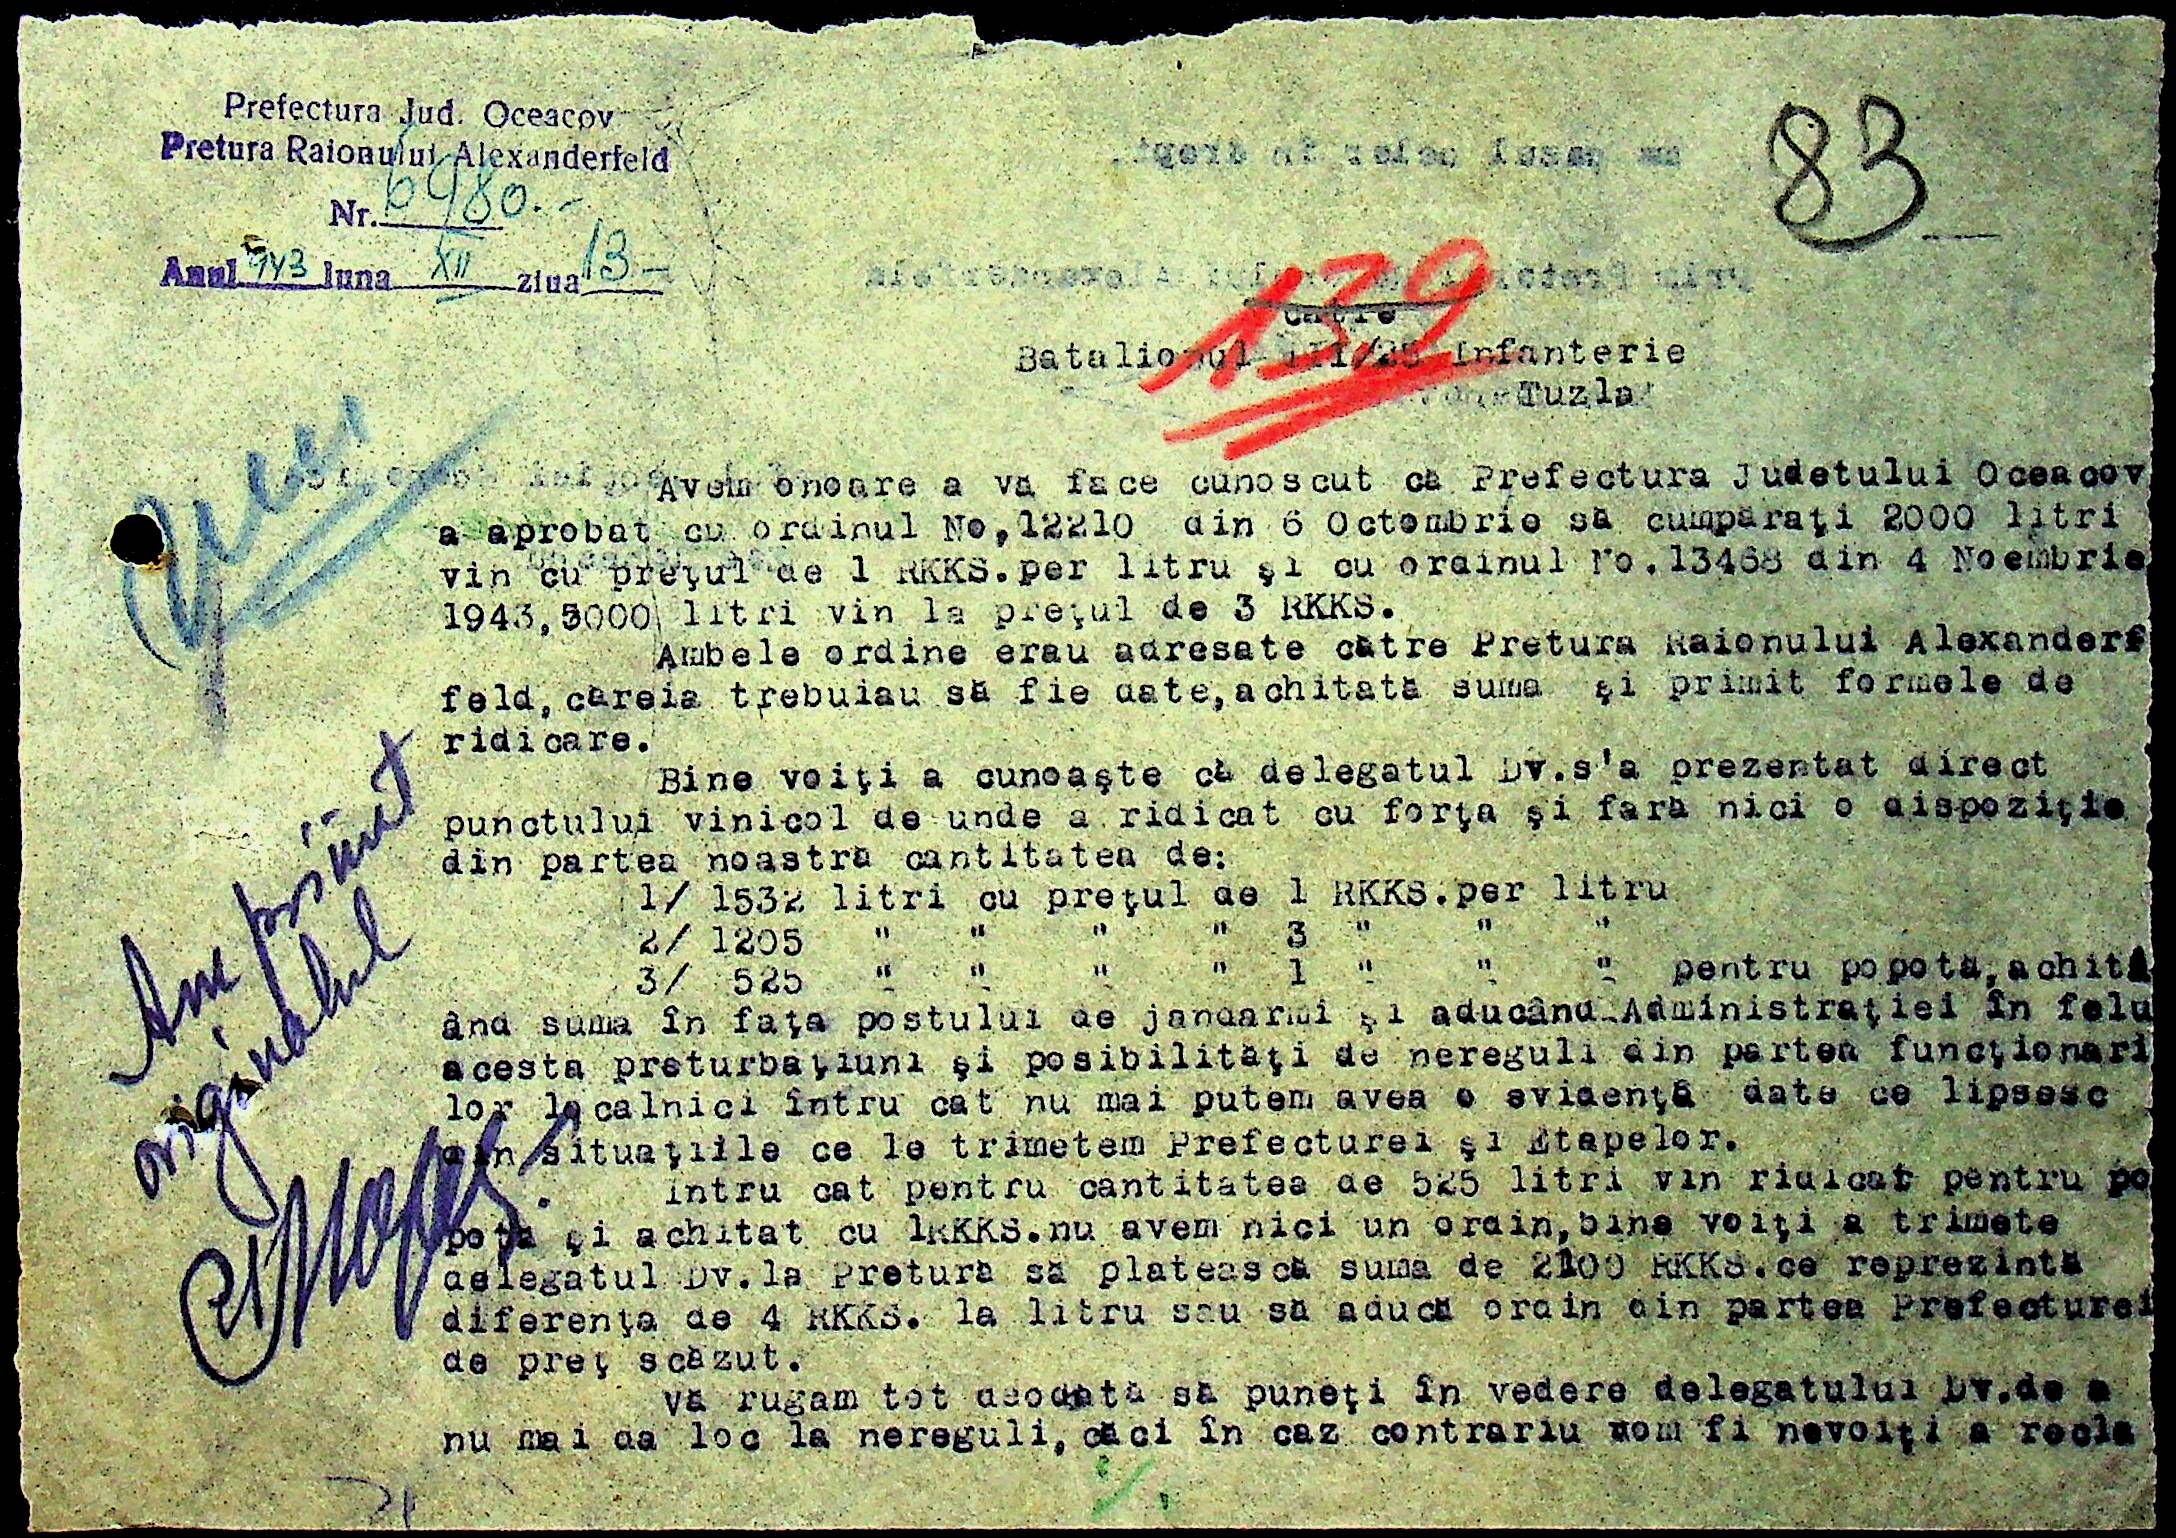 Prefectura Jud. Oceacov
Pretura Raionului Alexanderfeld
Nr. 6980.-
Anul 943 luna XII ziua 13-
83
139
către
Batalionul III/25 Infanterie
Tuzla
Avem onoare a vă face cunoscut că Prefectura Judetului Oceacov
a aprobat cu ordinul No,12210 din 6 Octombrie să cumpăraţi 2000 litri
vin cu preţul de 1 RKKS.per litru şi cu ordinul No.13468 din 4 Noembrie
1943,5000 litri vin la preţul de 3 RKKS.
Ambele ordine erau adresate către Pretura Raionului Alexanderf
feld,căreia trebuiau să fie date,achitată suma şi primit formele de
ridicare.
Bine voiţi a cunoaşte că delegatul Dv.s'a prezentat direct
punctului vinicol de unde a ridicat cu forţa şi fară nici o dispoziţie
din partea noastră cantitatea de:
1/ 1532 litri cu preţul de 1 RKKS.per litru
2/ 1205 " " " " 3 " " "
3/ 525 " " " " 1 " " " pentru popotă,achită
ând suma în faţa postului de jandarmi şi aducând Administraţiei în felu
acesta preturbaţiuni şi posibilităţi de nereguli din partea funcţionari
lor localnici întru cat nu mai putem avea o evidenţă date ce lipsesc
din situaţiile ce le trimetem Prefecturei şi Etapelor.
Intru cat pentru cantitatea de 525 litri vin ridicat pentru po
pota şi achitat cu 1RKKS.nu avem nici un ordin,bine voiţi a trimete
delegatul Dv.la Pretură să platească suma de 2100 RKKS.ce reprezintă
diferenţa de 4 RKKS. la litru sau să aducă ordin din partea Prefecturei
de preţ scăzut.
Vă rugam tot deodată să puneţi în vedere delegatului Dv.de a
nu mai da loc la nereguli,căci în caz contrariu vom fi nevoiţi a recla
Am primit
originalul